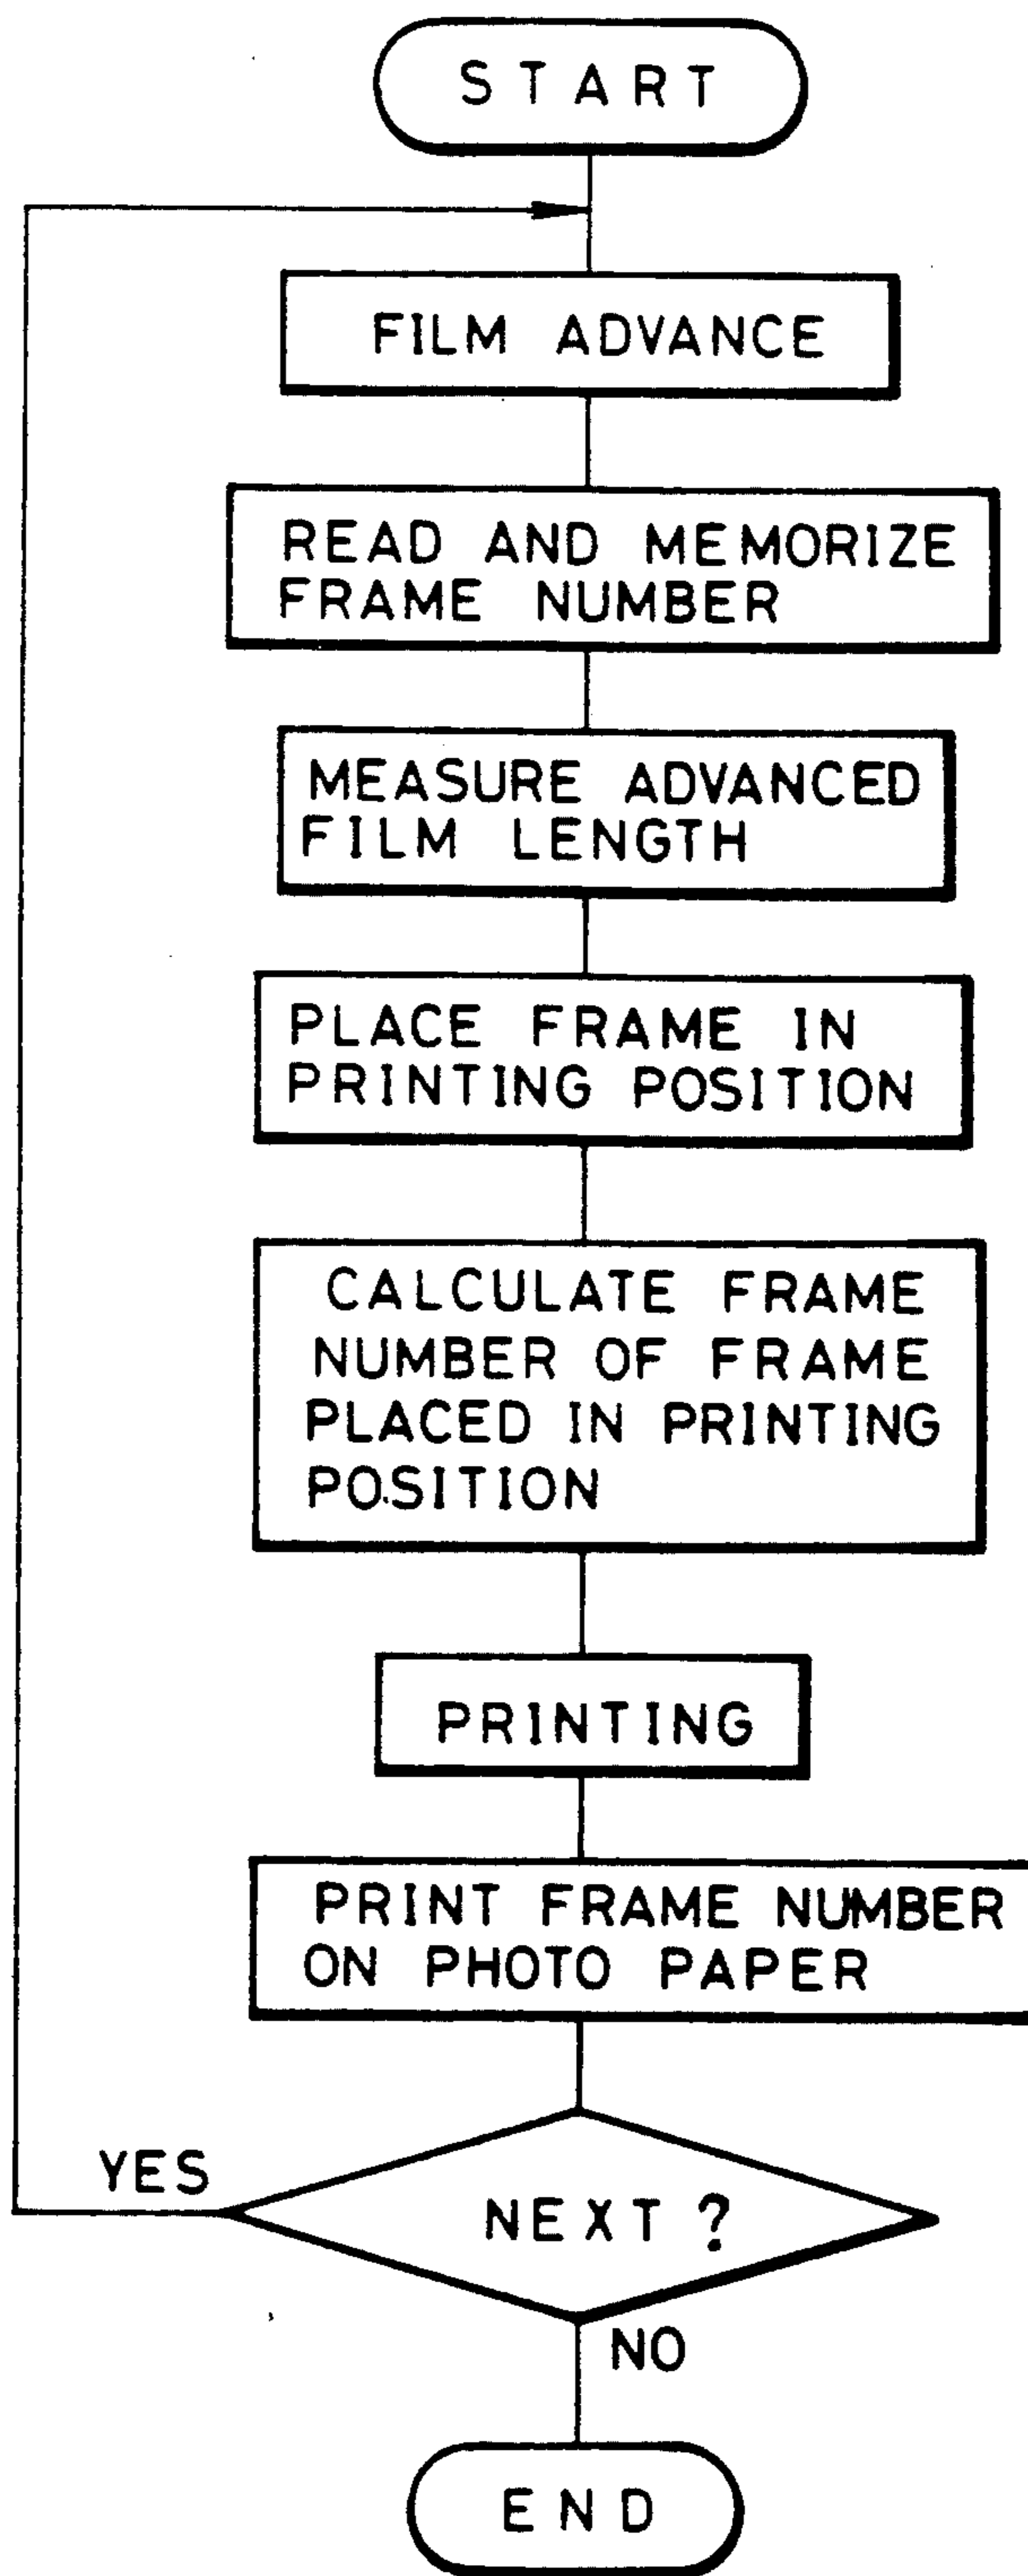 START
FILM ADVANCE
READ AND MEMORIZE
FRAME NUMBER
MEASURE ADVANCED
FILM LENGTH
PLACE FRAME IN
PRINTING POSITION
CALCULATE FRAME
NUMBER OF FRAME
PLACED IN PRINTING
POSITION
PRINTING
PRINT FRAME NUMBER
ON PHOTO PAPER
YES
NEXT ?
NO
END